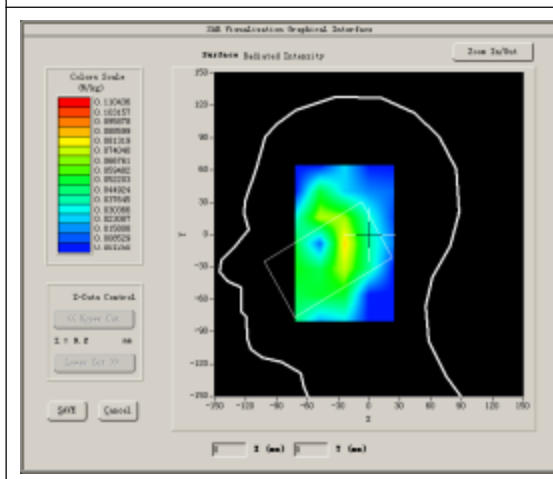 SAR Visualisation Graphical Interface
Surface Radiated Intensity
Zoom In/Out
Colors Scale
(W/kg)
0.110436
0.103157
0.095878
0.088599
0.081319
0.074040
0.066761
0.059482
0.052203
0.044924
0.037645
0.030366
0.023087
0.015808
0.008529
150
120
90
60
30
0
-30
-60
-90
-120
-150
Y
-150 -120 -90 -60 -30 0 30 60 90 120 150
X
Z-Data Control
<< Upper Cut
Z =
mm
Lower Cut >>
SAVE
Cancel
X (mm)
Y (mm)